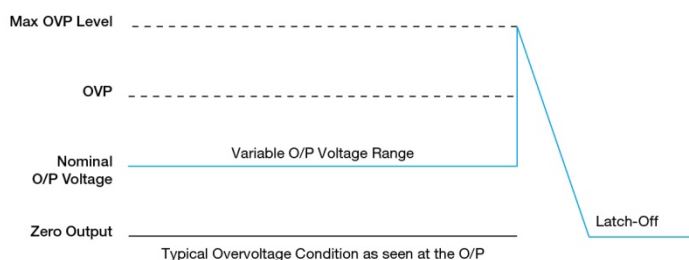 Max OVP Level
OVP
Variable O/P Voltage Range
Nominal
O/P Voltage
Latch-Off
Zero Output
Typical Overvoltage Condition as seen at the O/P